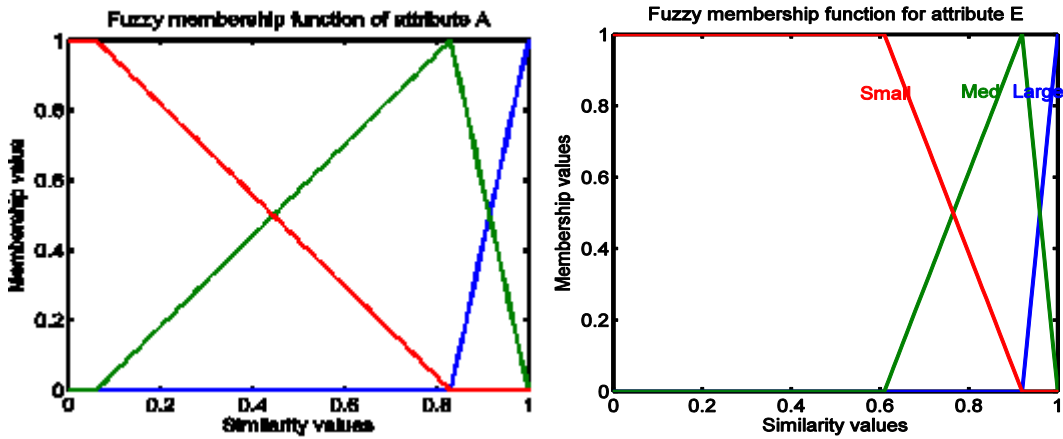 Fuzzy membership function of attribute A
Membership value
1
0.8
0.6
0.4
0.2
0
0 0.2 0.4 0.6 0.8 1
Similarity values
Fuzzy membership function for attribute E
Membership values
1
0.8
0.6
0.4
0.2
0
Small Med Large
0 0.2 0.4 0.6 0.8 1
Similarity values